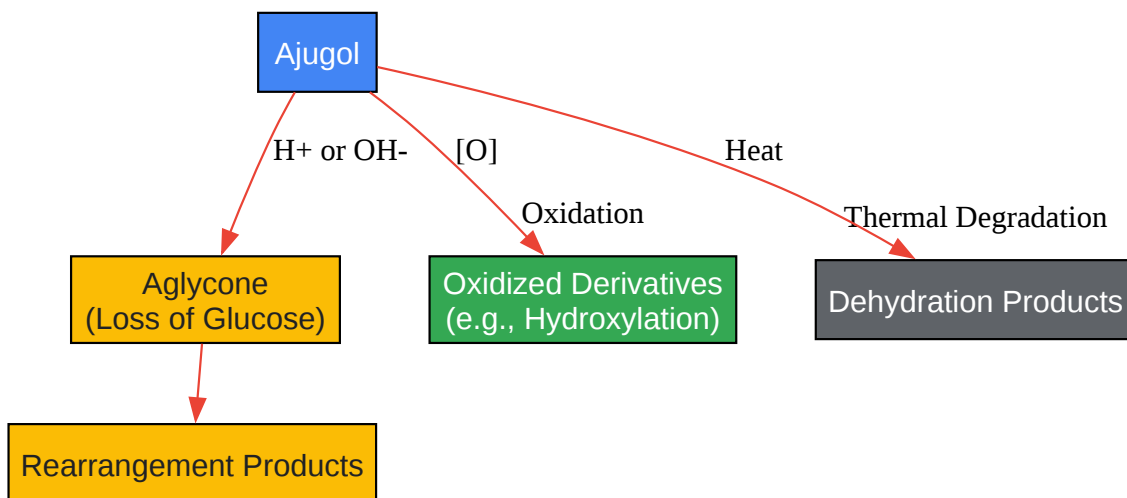 Ajugol
H+ or OH-
[O]
Heat
Oxidation
Thermal Degradation
Aglycone
(Loss of Glucose)
Oxidized Derivatives
(e.g., Hydroxylation)
Dehydration Products
Rearrangement Products